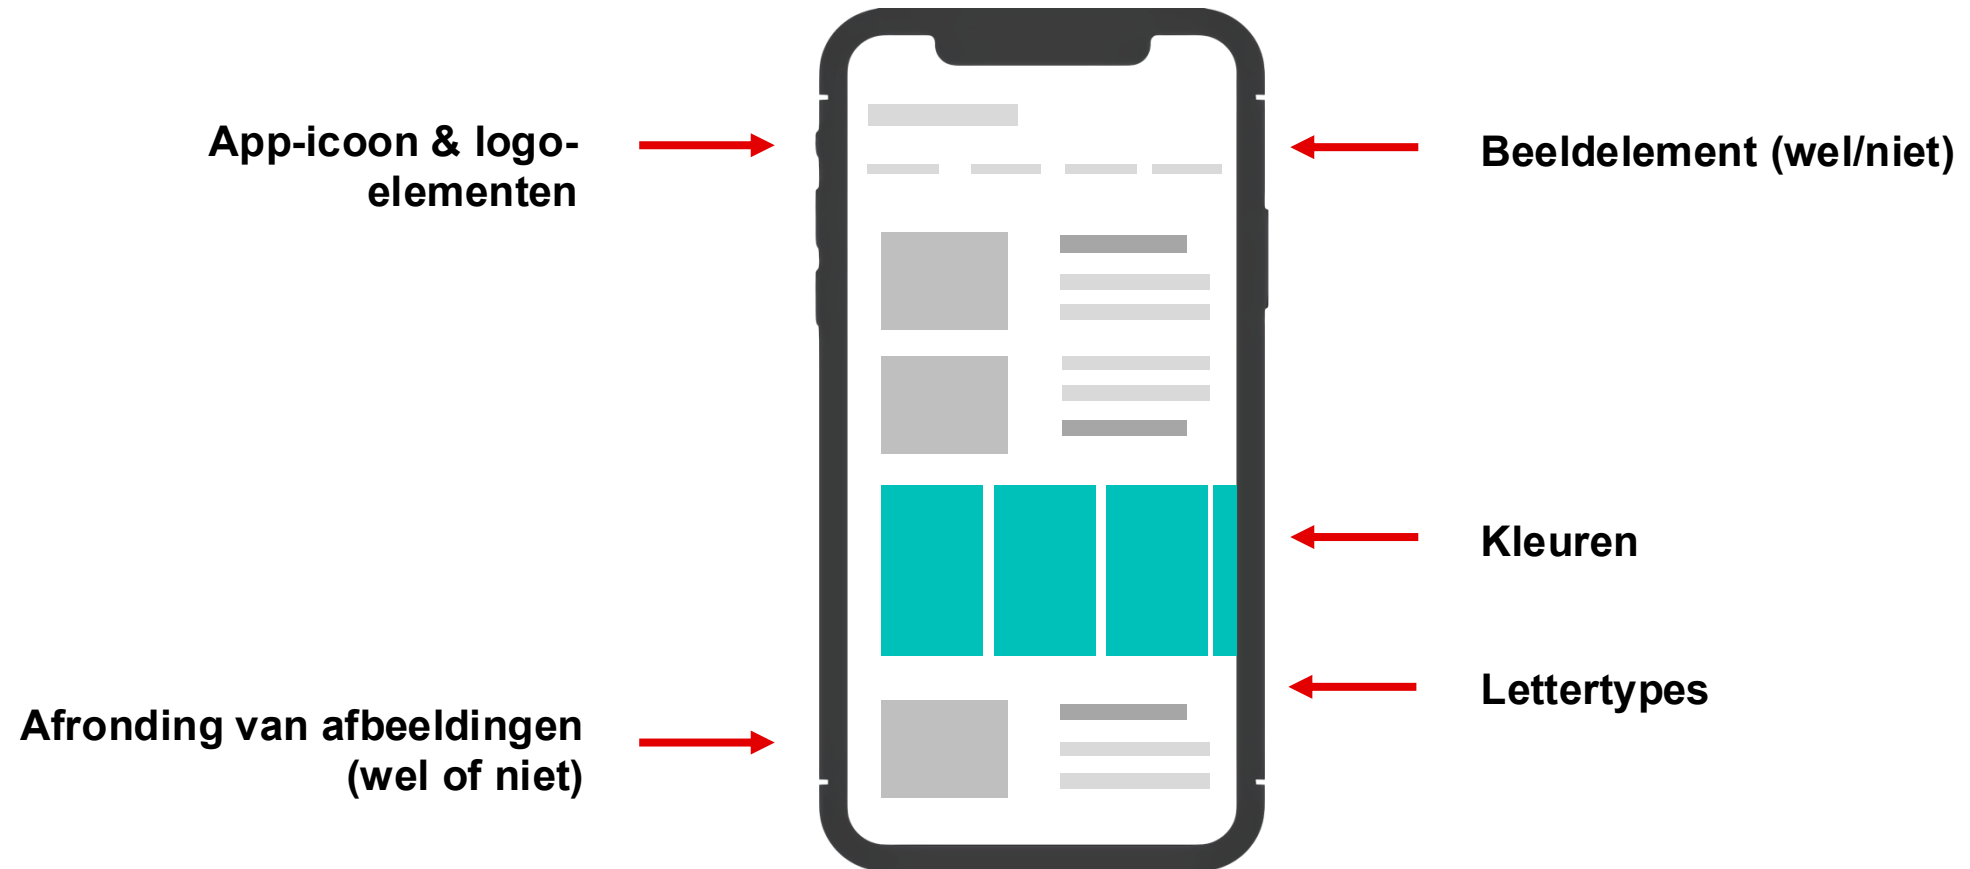 App-icoon & logo-
elementen
Beeldelement (wel/niet)
Kleuren
Lettertypes
Afronding van afbeeldingen
(wel of niet)